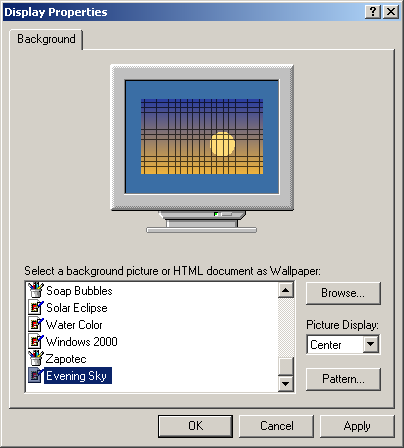 Display Properties
Background
Select a background picture or HTML document as Wallpaper:
Soap Bubbles
Solar Eclipse
Water Color
Windows 2000
Zapotec
Evening Sky
Browse...
Picture Display:
Center
Pattern...
OK
Cancel
Apply